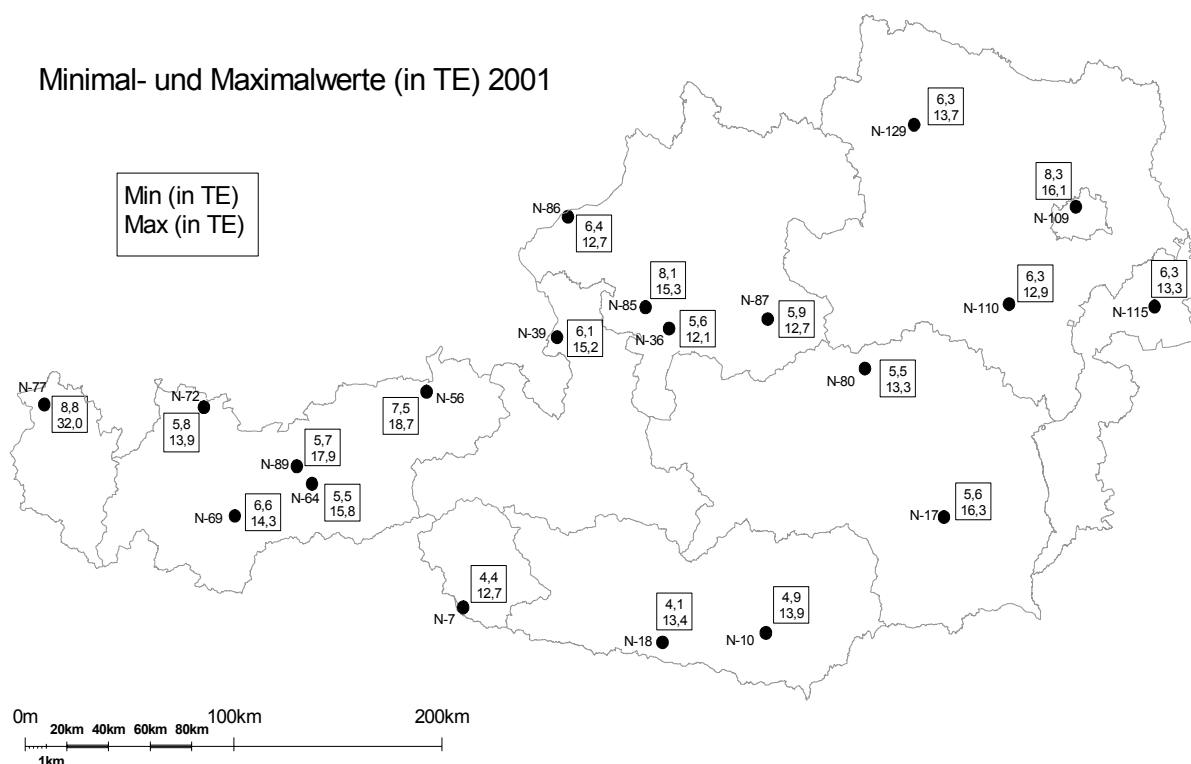 Minimal- und Maximalwerte (in TE) 2001
Min (in TE)
Max (in TE)
N-129
6,3
13,7
8,3
16,1
N-109
N-86
6,4
12,7
8,1
15,3
N-85
N-36
5,6
12,1
N-87
5,9
12,7
N-110
6,3
12,9
6,3
13,3
N-115
N-39
6,1
15,2
N-80
5,5
13,3
N-77
8,8
32,0
N-72
5,8
13,9
N-56
7,5
18,7
5,7
17,9
N-89
N-64
5,5
15,8
N-69
6,6
14,3
N-17
5,6
16,3
4,4
12,7
N-7
4,1
13,4
N-18
4,9
13,9
N-10
0m 100km 200km
20km 40km 60km 80km
1km